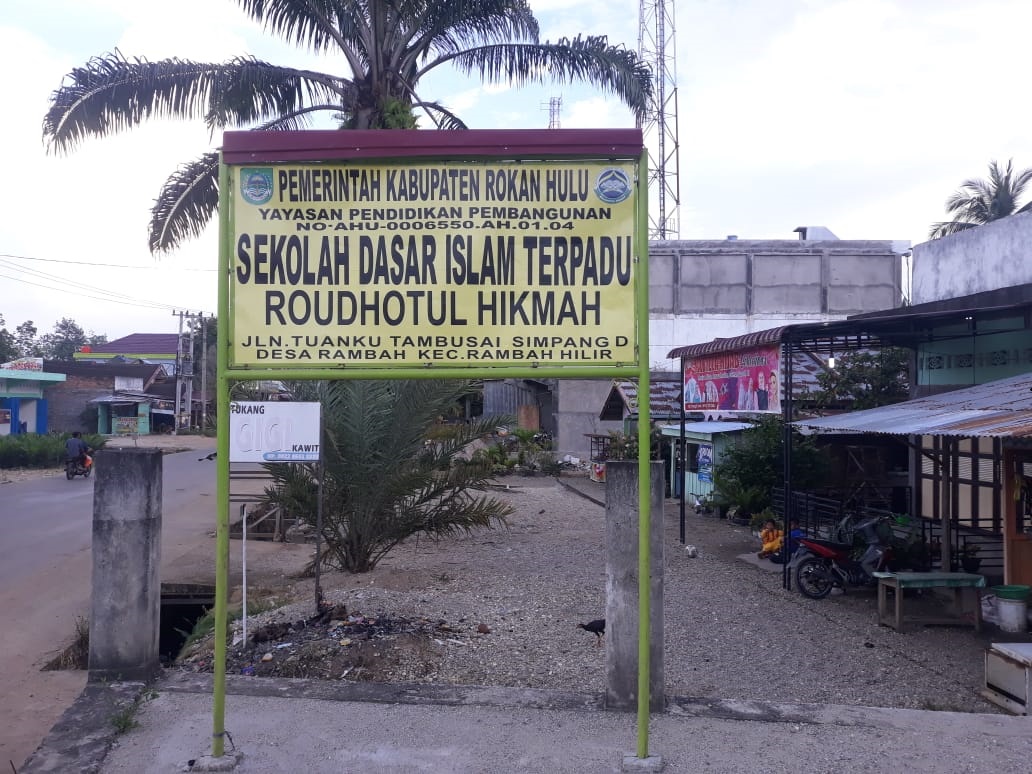 PEMERINTAH KABUPATEN ROKAN HULU
YAYASAN PENDIDIKAN PEMBANGUNAN
NO-AHU-0006550.AH.01.04
SEKOLAH DASAR ISLAM TERPADU
ROUDHOTUL HIKMAH
JLN.TUANKU TAMBUSAI SIMPANG D
DESA RAMBAH KEC.RAMBAH HILIR
TUKANG
GIGI
KAWIT